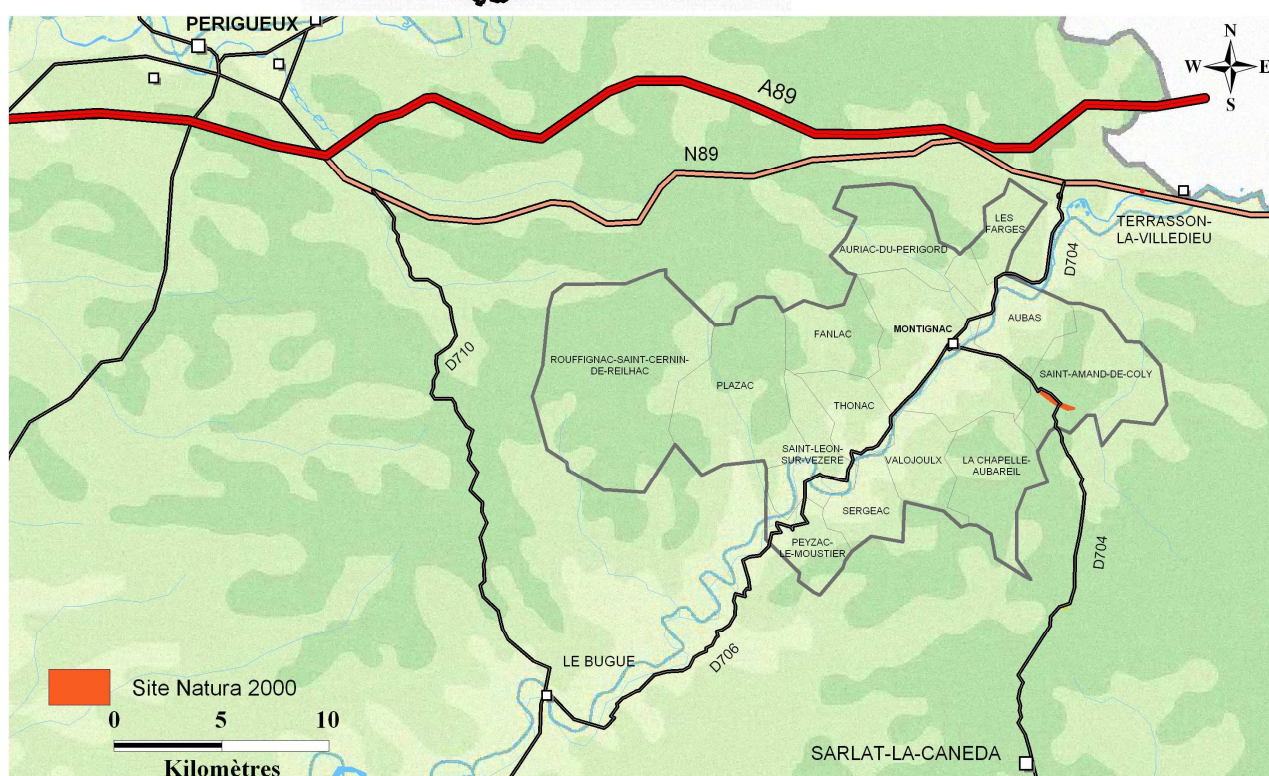 PERIGUEUX
N
W
E
S
A89
N89
LES
FARGES
TERRASSON-
LA-VILLEDIEU
AURIAC-DU-PERIGORD
D704
AUBAS
MONTIGNAC
FANLAC
D710
ROUFFIGNAC-SAINT-CERNIN-
DE-REILHAC
PLAZAC
SAINT-AMAND-DE-COLY
THONAC
SAINT-LEON-
SUR-VEZERE
VALOJOULX
LA CHAPELLE-
AUBAREIL
SERGEAC
PEYZAC-
LE-MOUSTIER
D704
LE BUGUE
D706
Site Natura 2000
0 5 10
Kilomètres
SARLAT-LA-CANEDA